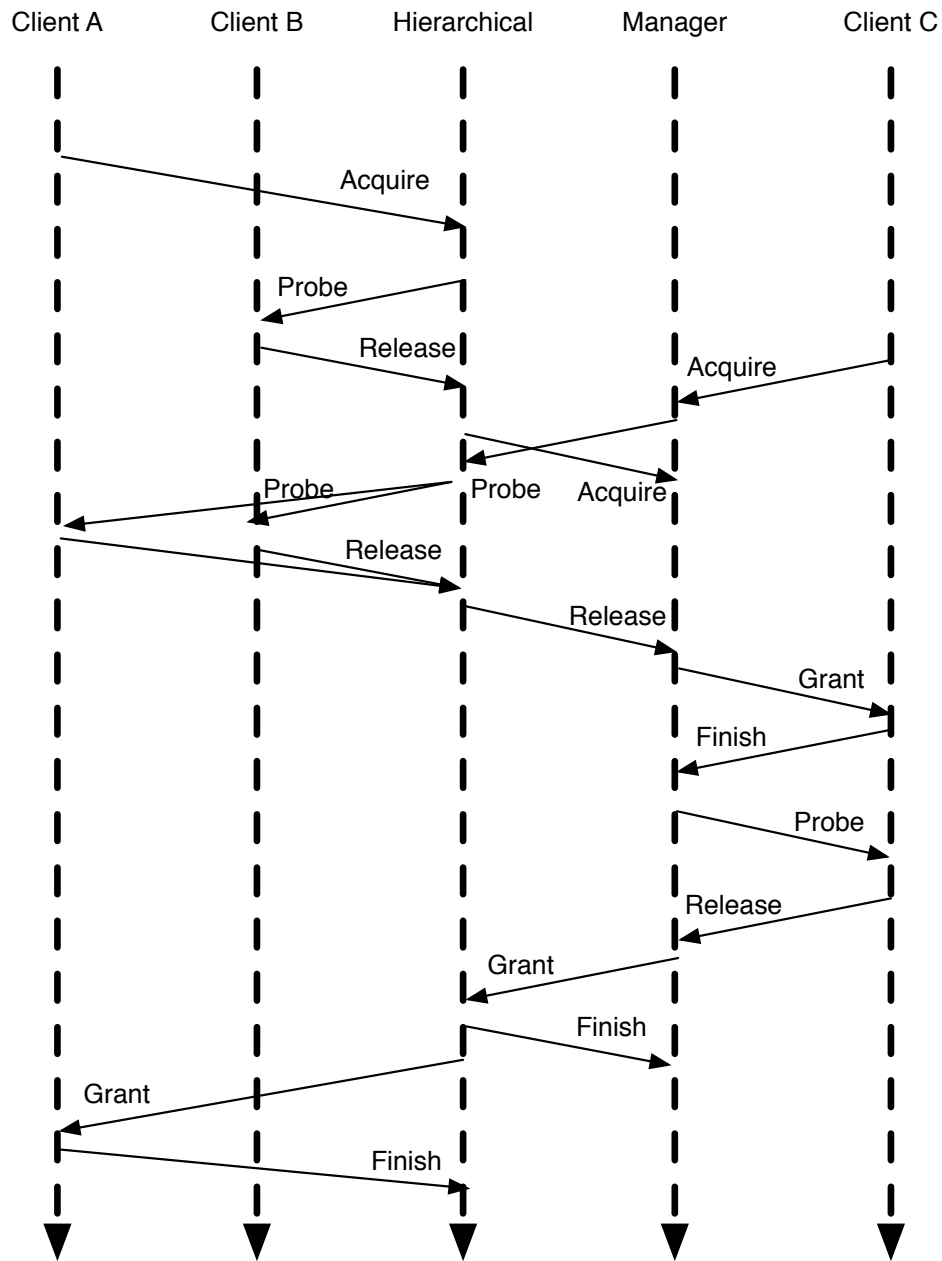 Client A Client B Hierarchical Manager Client C
Acquire
Probe
Release
Acquire
Probe
Probe
Acquire
Release
Release
Grant
Finish
Probe
Release
Grant
Finish
Grant
Finish